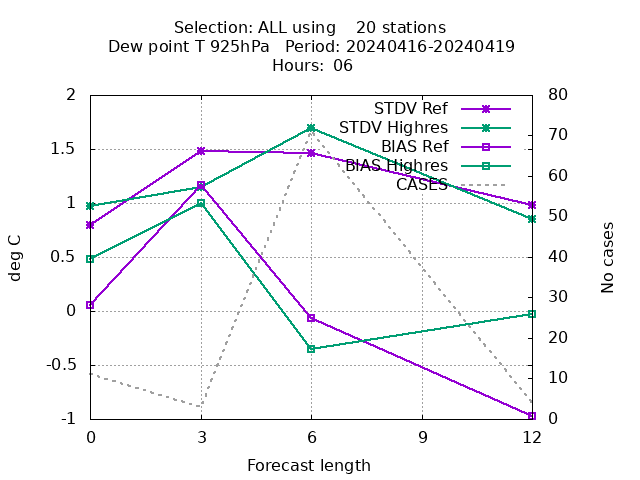 Selection: ALL using    20 stations
Dew point T 925hPa   Period: 20240416-20240419
Hours:  06
STDV Ref
STDV Highres
BIAS Ref
BIAS Highres
CASES
2
1.5
1
0.5
0
-0.5
-1
80
70
60
50
40
30
20
10
0
deg C
No cases
0
3
6
9
12
Forecast length